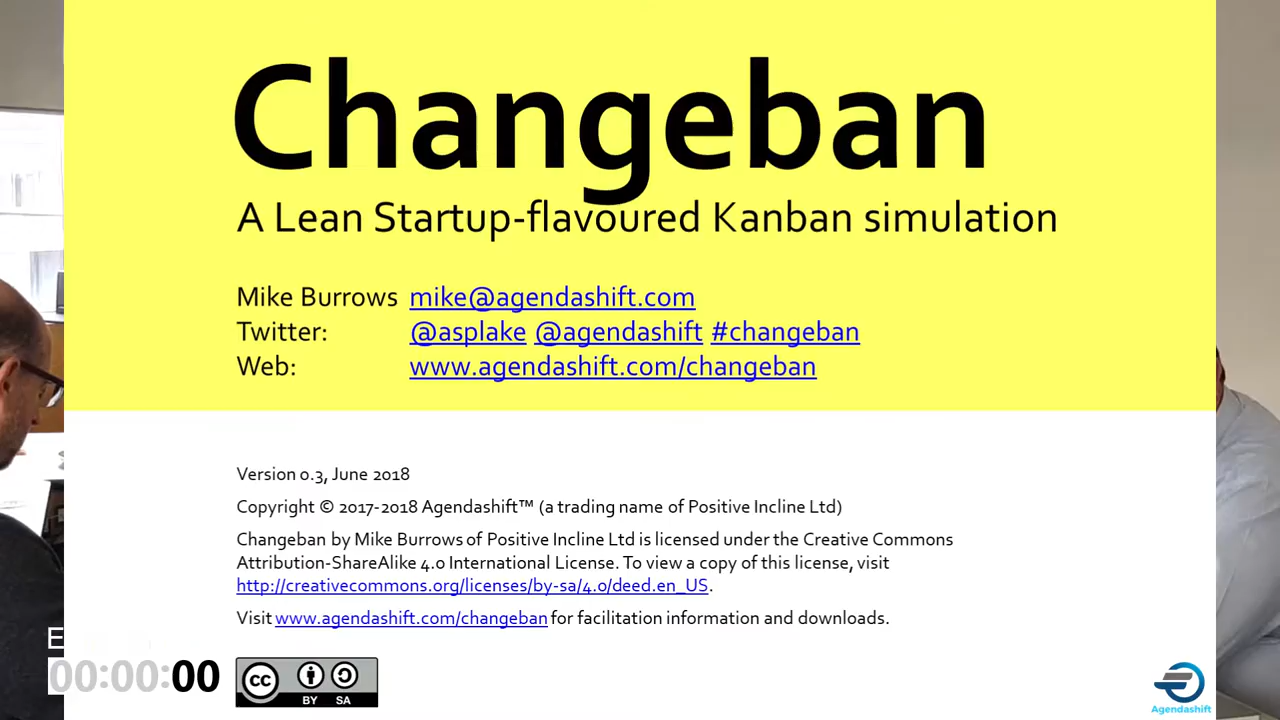 Changeban
A Lean Startup-flavoured Kanban simulation
Mike Burrows mike@agendashift.com
Twitter: @asplake @agendashift #changeban
Web: www.agendashift.com/changeban
Version 0.3, June 2018
Copyright © 2017-2018 Agendashift™ (a trading name of Positive Incline Ltd)
Changeban by Mike Burrows of Positive Incline Ltd is licensed under the Creative Commons
Attribution-ShareAlike 4.0 International License. To view a copy of this license, visit
http://creativecommons.org/licenses/by-sa/4.0/deed.en_US.
Visit www.agendashift.com/changeban for facilitation information and downloads.
00:00:00
CC BY SA
Agendashift